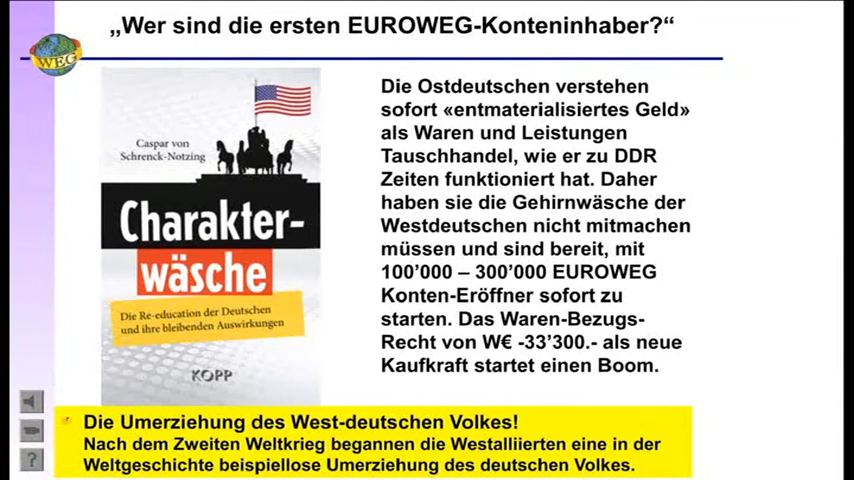 „Wer sind die ersten EUROWEG-Konteninhaber?“
WEG
Caspar von
Schrenck-Notzing
Charakter-
wäsche
Die Re-education der Deutschen
und ihre bleibenden Auswirkungen
KOPP
Die Ostdeutschen verstehen
sofort «entmaterialisiertes Geld»
als Waren und Leistungen
Tauschhandel, wie er zu DDR
Zeiten funktioniert hat. Daher
haben sie die Gehirnwäsche der
Westdeutschen nicht mitmachen
müssen und sind bereit, mit
100’000 – 300’000 EUROWEG
Konten-Eröffner sofort zu
starten. Das Waren-Bezugs-
Recht von W€ -33’300.- als neue
Kaufkraft startet einen Boom.
Die Umerziehung des West-deutschen Volkes!
Nach dem Zweiten Weltkrieg begannen die Westalliierten eine in der
Weltgeschichte beispiellose Umerziehung des deutschen Volkes.
?